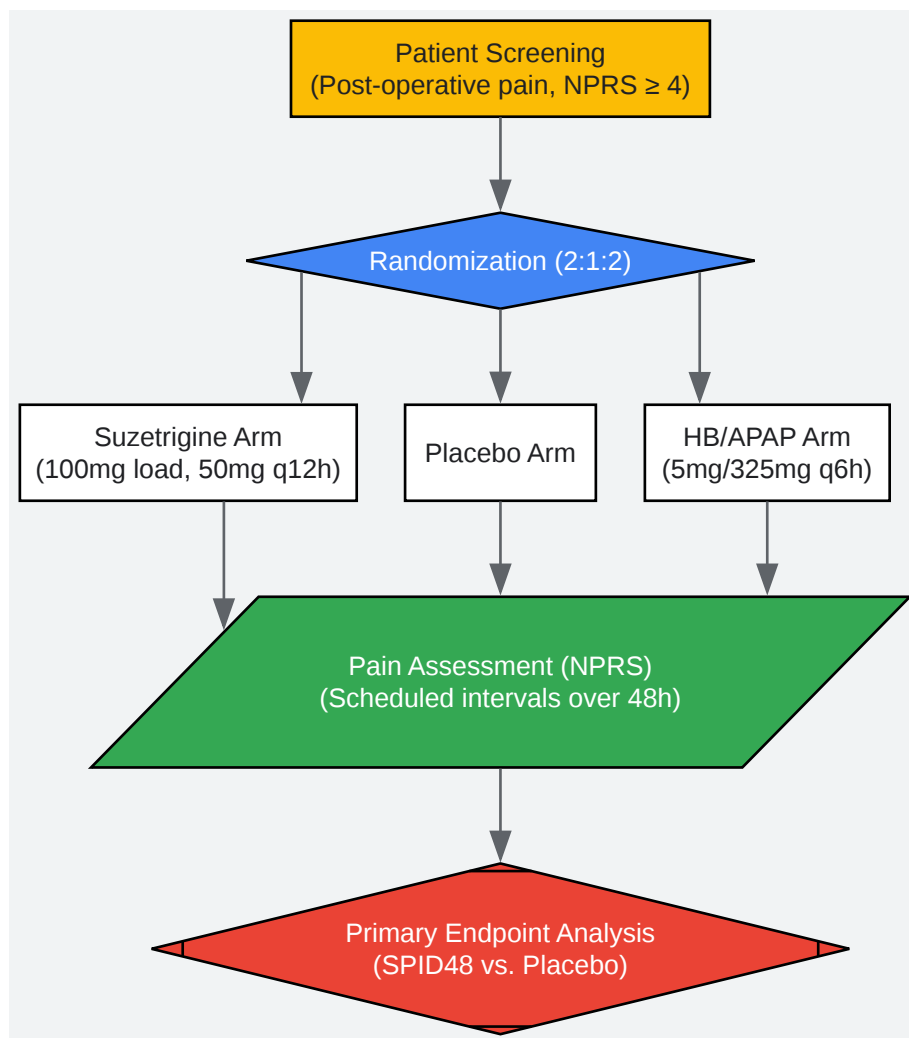 Patient Screening
(Post-operative pain, NPRS ≥ 4)
Randomization (2:1:2)
Suzetrigine Arm
(100mg load, 50mg q12h)
Placebo Arm
HB/APAP Arm
(5mg/325mg q6h)
Pain Assessment (NPRS)
(Scheduled intervals over 48h)
Primary Endpoint Analysis
(SPID48 vs. Placebo)